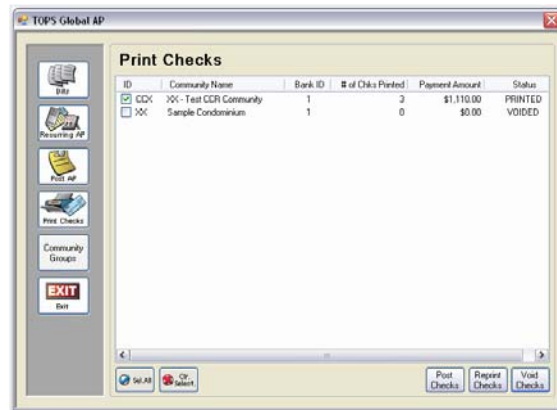 TOPS Global AP
Print Checks
ID Community Name Bank ID # of Chks Printed Payment Amount Status
CCX XX - Test CCR Community 1 3 $1,110.00 PRINTED
XX Sample Condominium 1 0 $0.00 VOIDED
Recurring AP
Post AP
Print Checks
Community
Groups
EXIT
Exit
Sel.All
Clr.
Select.
Post
Checks
Reprint
Checks
Void
Checks